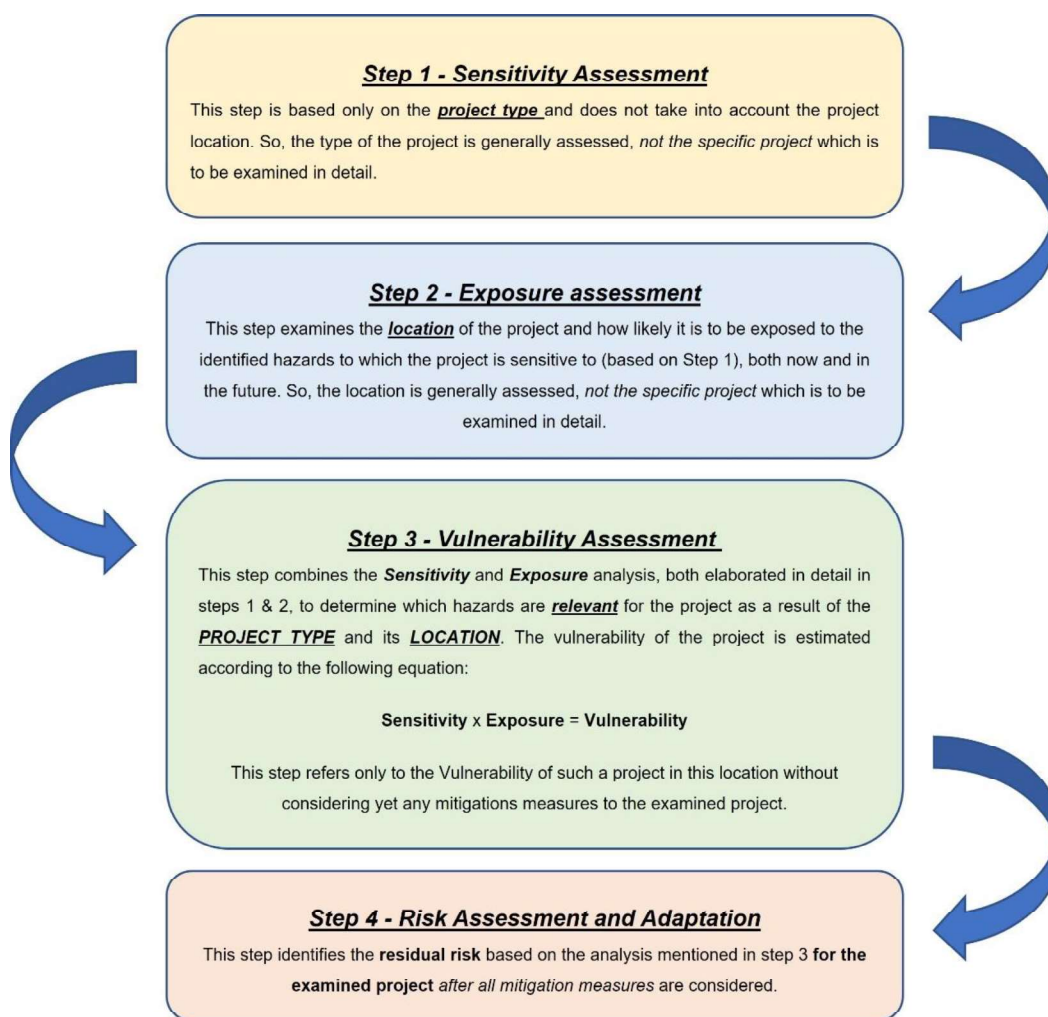 Step 1 - Sensitivity Assessment
This step is based only on the project type and does not take into account the project
location. So, the type of the project is generally assessed, not the specific project which is
to be examined in detail.
Step 2 - Exposure assessment
This step examines the location of the project and how likely it is to be exposed to the
identified hazards to which the project is sensitive to (based on Step 1), both now and in
the future. So, the location is generally assessed, not the specific project which is to be
examined in detail.
Step 3 - Vulnerability Assessment
This step combines the Sensitivity and Exposure analysis, both elaborated in detail in
steps 1 & 2, to determine which hazards are relevant for the project as a result of the
PROJECT TYPE and its LOCATION. The vulnerability of the project is estimated
according to the following equation:
Sensitivity x Exposure = Vulnerability
This step refers only to the Vulnerability of such a project in this location without
considering yet any mitigations measures to the examined project.
Step 4 - Risk Assessment and Adaptation
This step identifies the residual risk based on the analysis mentioned in step 3 for the
examined project after all mitigation measures are considered.